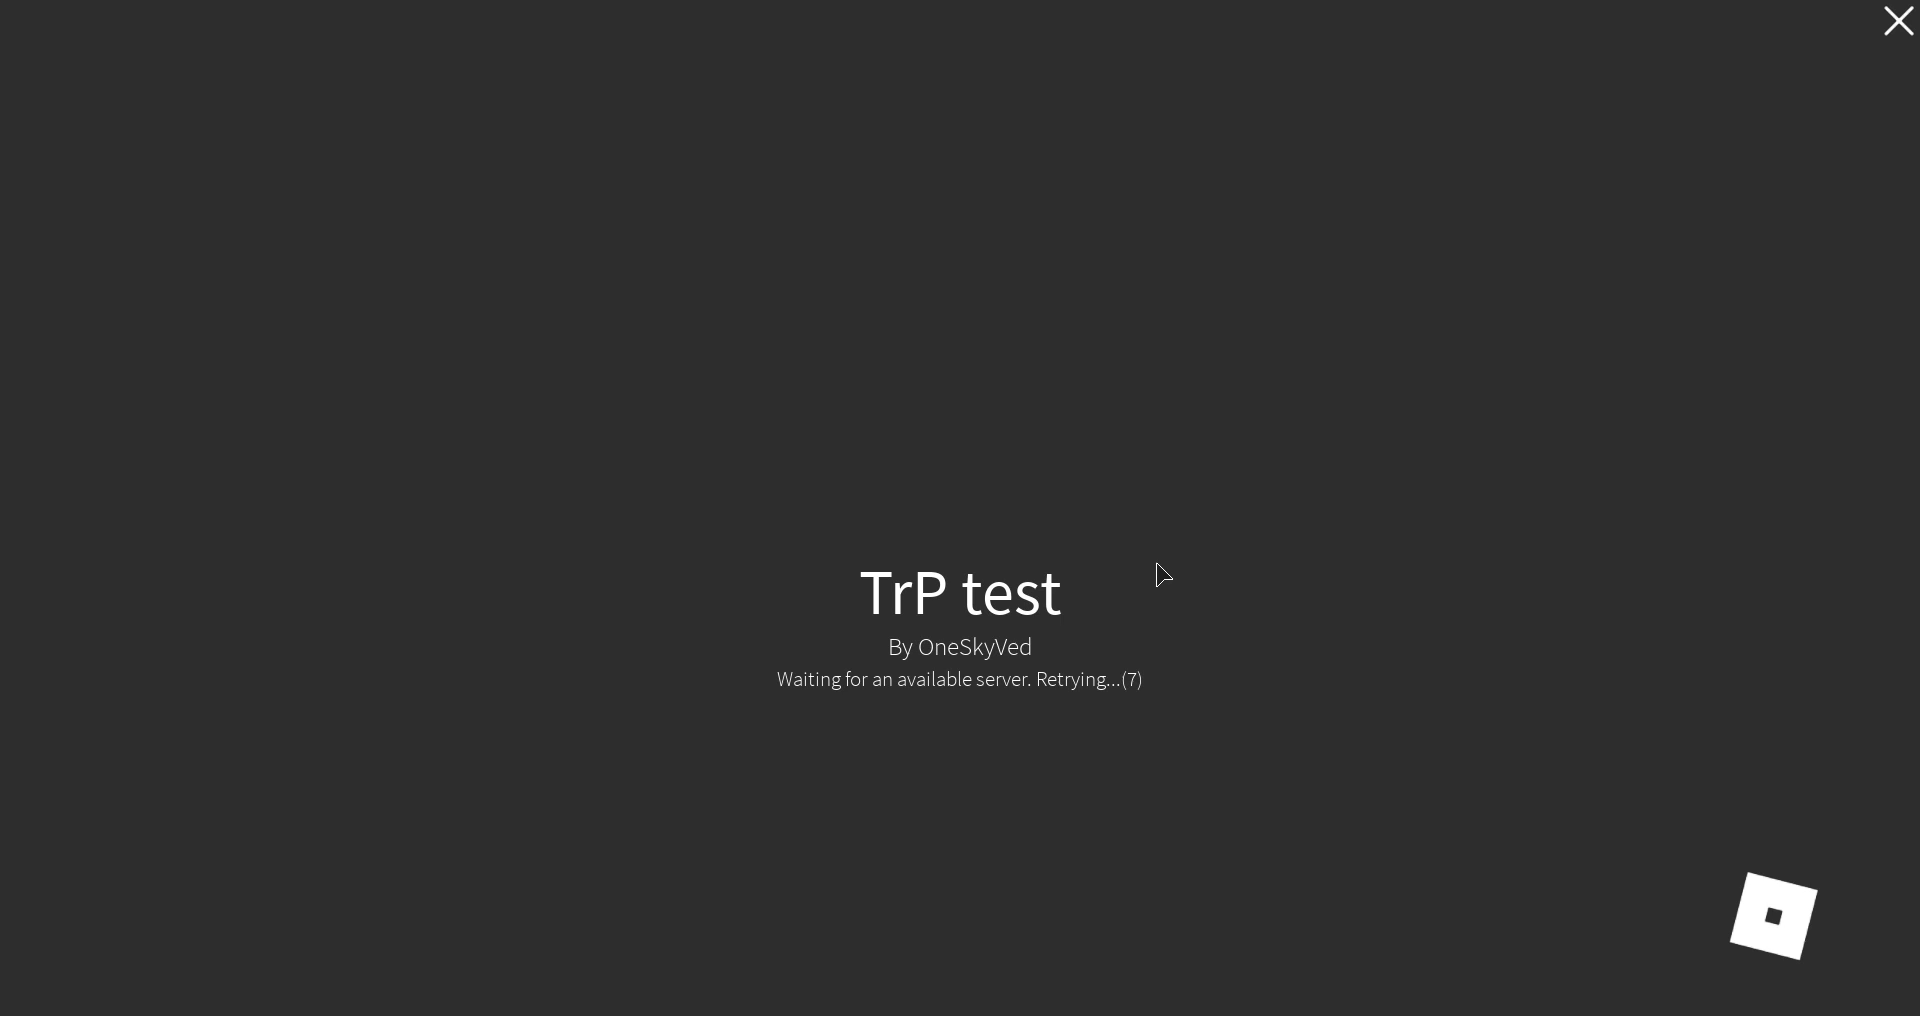 TrP test
By OneSkyVed
Waiting for an available server. Retrying...(7)